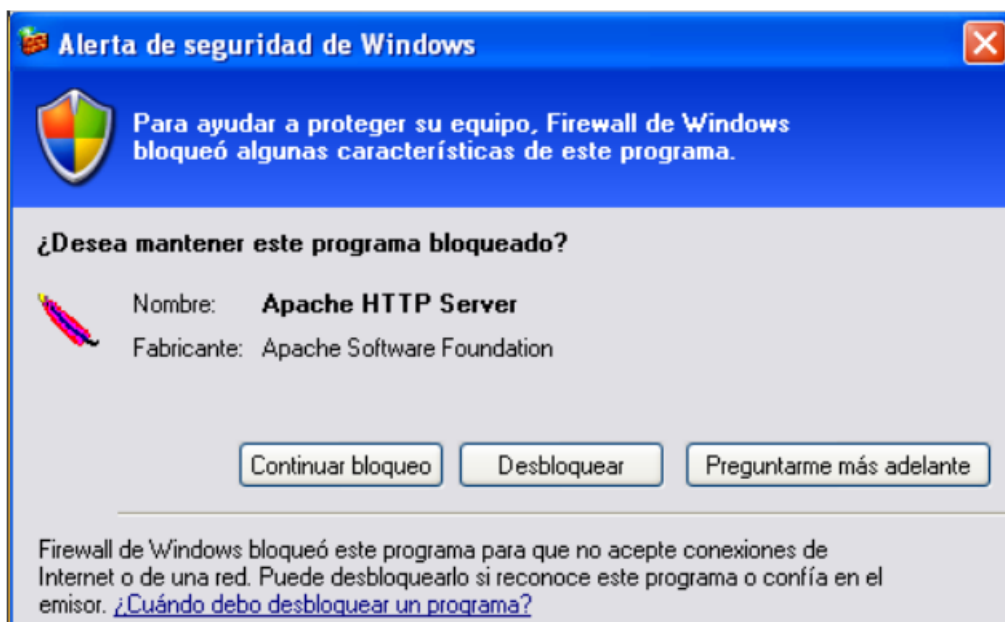 Alerta de seguridad de Windows
Para ayudar a proteger su equipo, Firewall de Windows
bloqueó algunas características de este programa.
¿Desea mantener este programa bloqueado?
Nombre: Apache HTTP Server
Fabricante: Apache Software Foundation
Continuar bloqueo Desbloquear Preguntarme más adelante
Firewall de Windows bloqueó este programa para que no acepte conexiones de
Internet o de una red. Puede desbloquearlo si reconoce este programa o confía en el
emisor. ¿Cuándo debo desbloquear un programa?